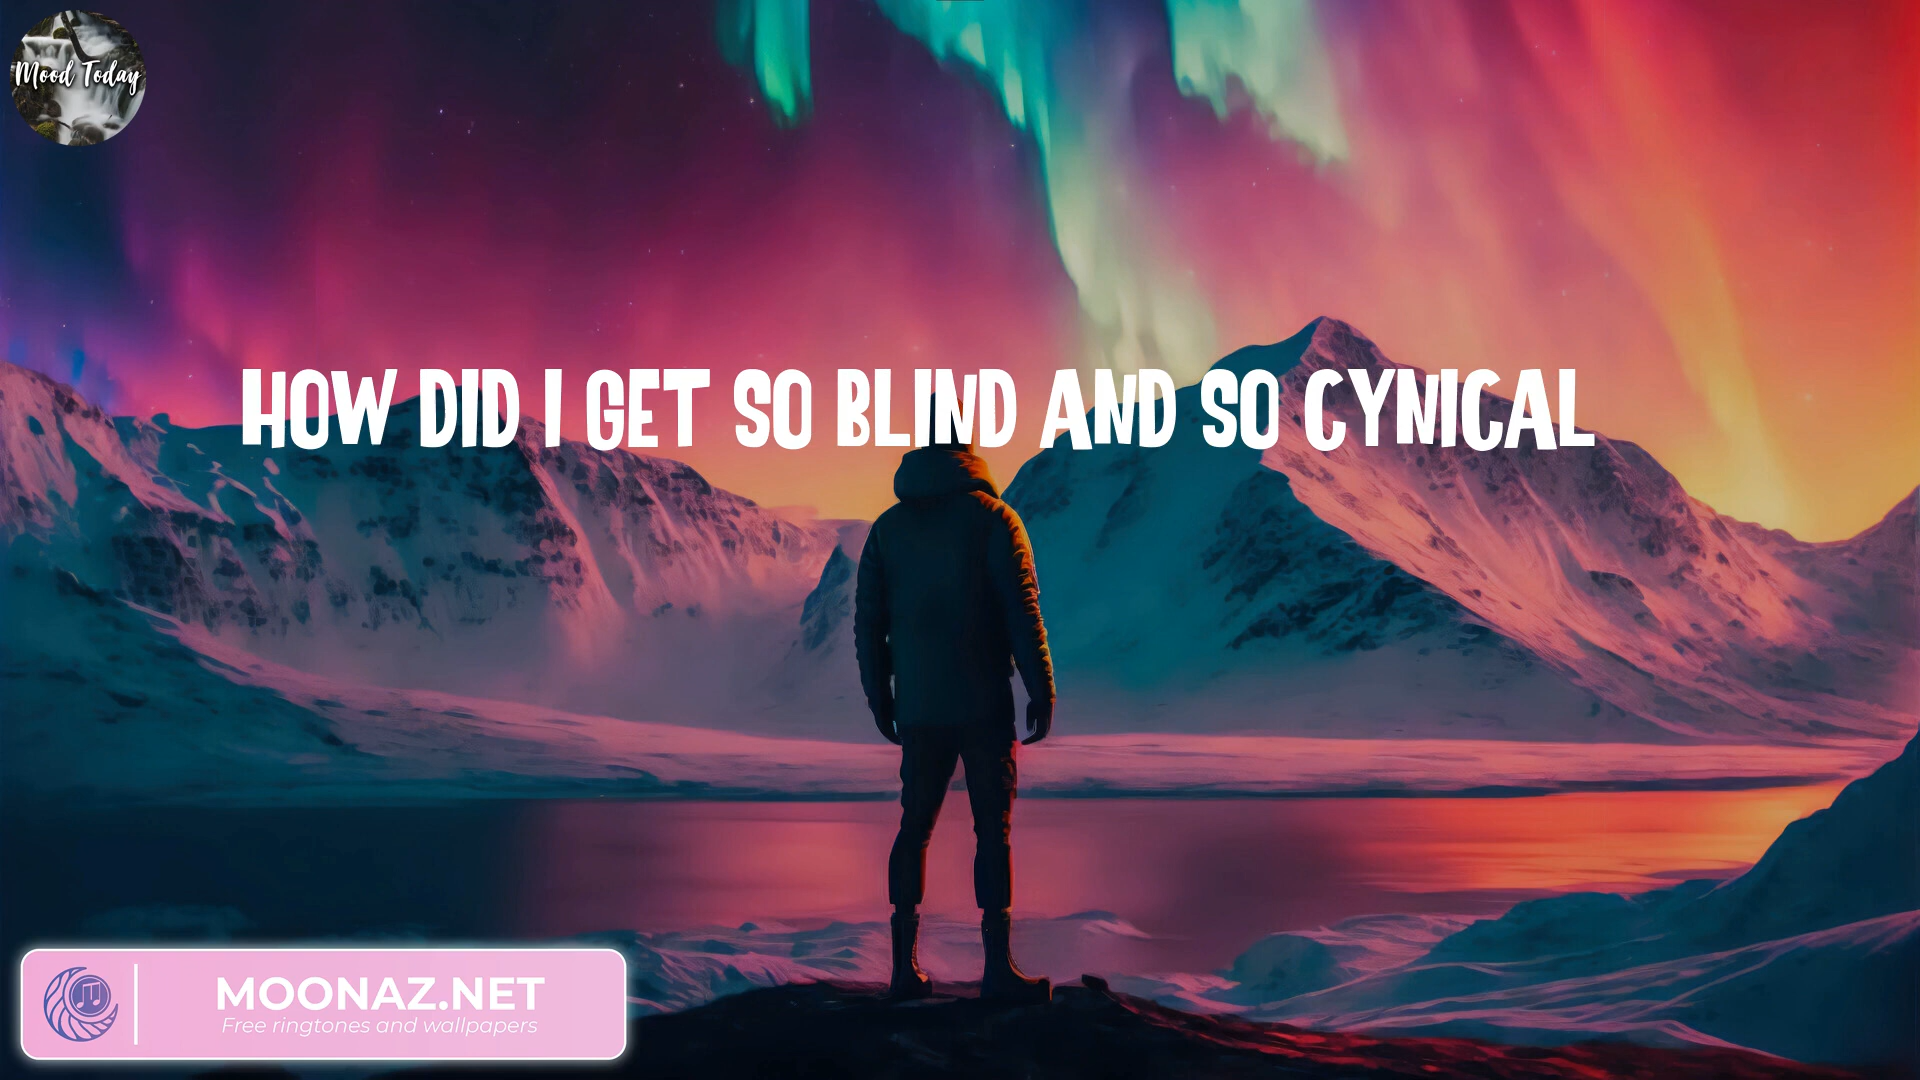 Mood Today
HOW DID I GET SO BLIND AND SO CYNICAL
MOONAZ.NET
Free ringtones and wallpapers